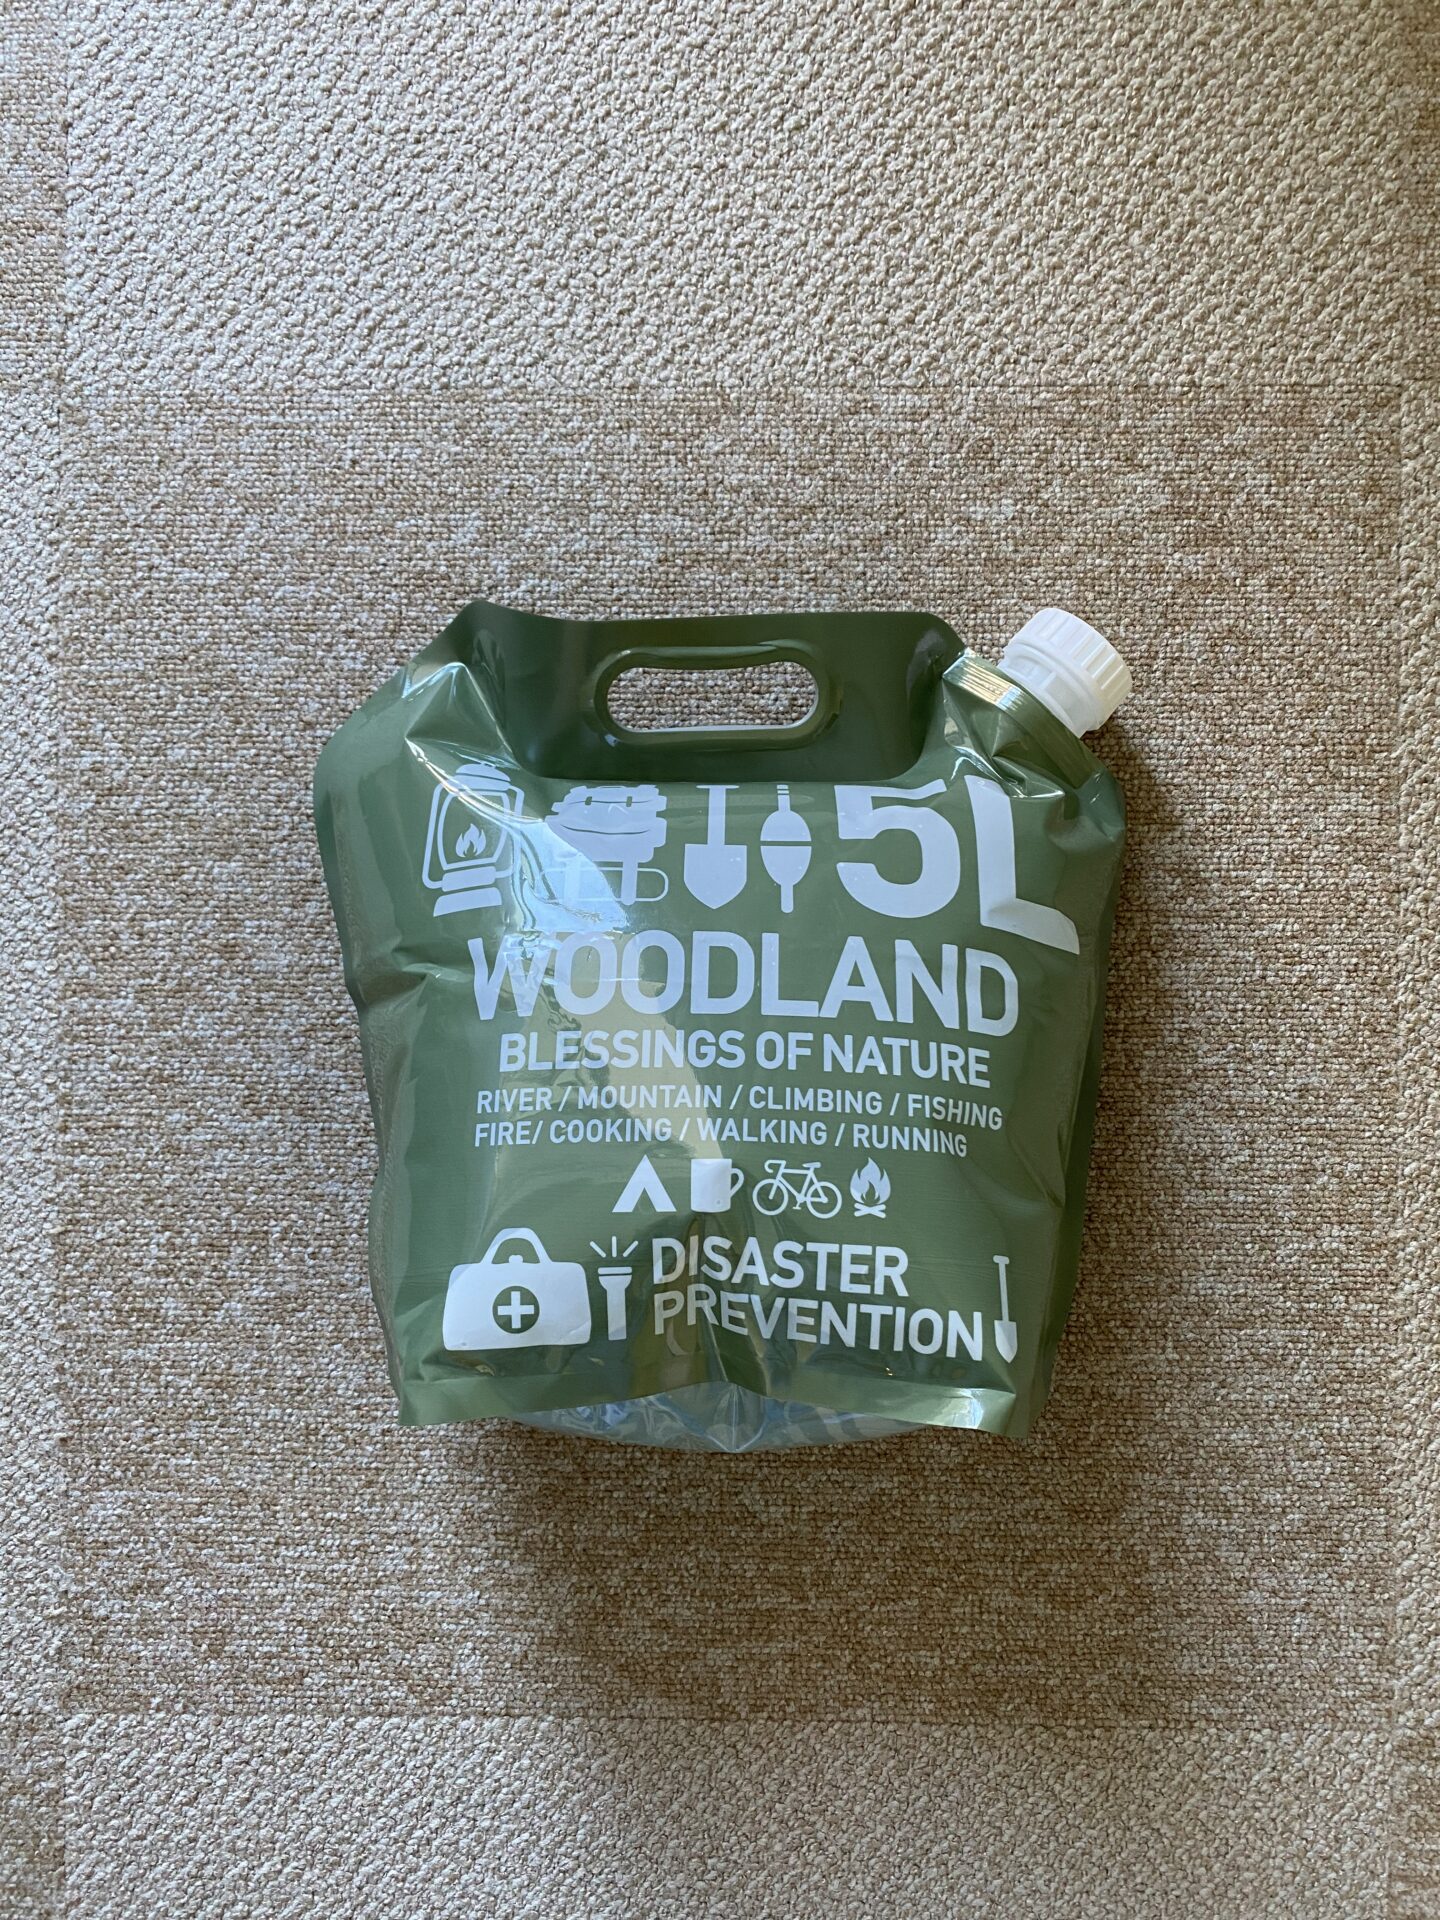 5L
WOODLAND
BLESSINGS OF NATURE
RIVER / MOUNTAIN / CLIMBING / FISHING
FIRE/ COOKING / WALKING / RUNNING
DISASTER
PREVENTION